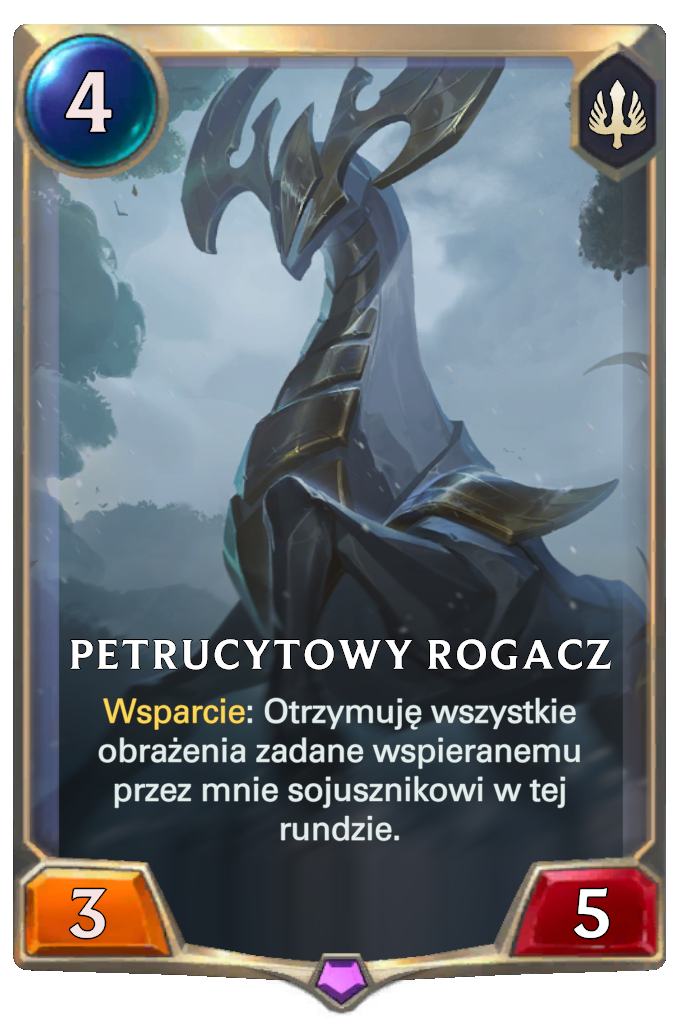 4
PETRUCYTOWY ROGACZ
Wsparcie: Otrzymuję wszystkie
obrażenia zadane wspieranemu
przez mnie sojusznikowi w tej
rundzie.
3
5